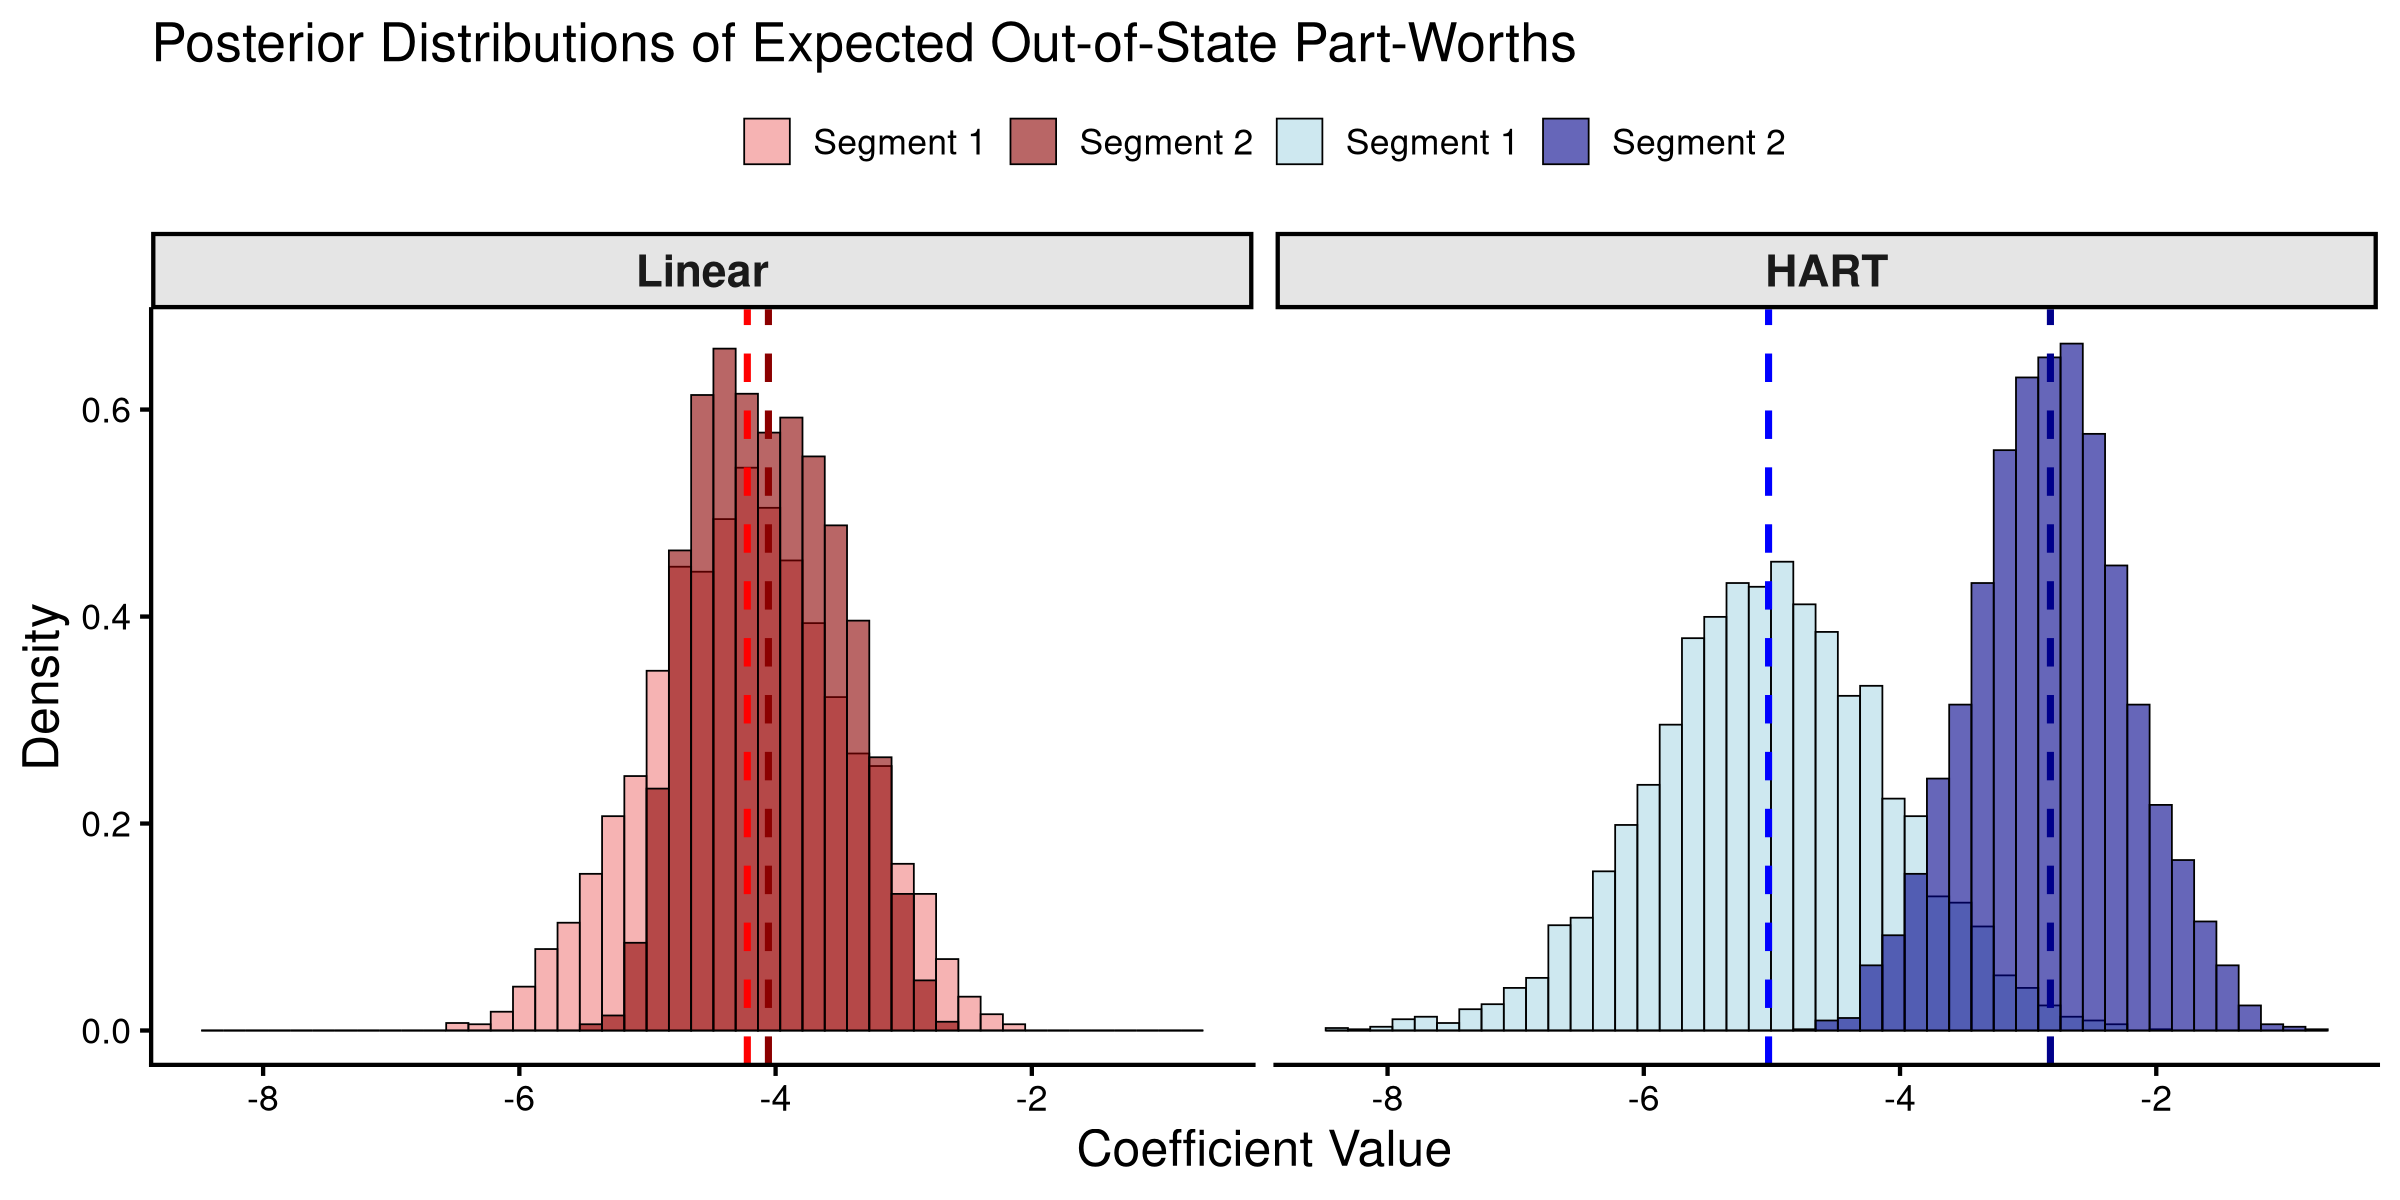 Posterior Distributions of Expected Out-of-State Part-Worths
Segment 1 Segment 2 Segment 1 Segment 2
Linear HART
Density
0.6
0.4
0.2
0.0
-8 -6 -4 -2 -8 -6 -4 -2
Coefficient Value